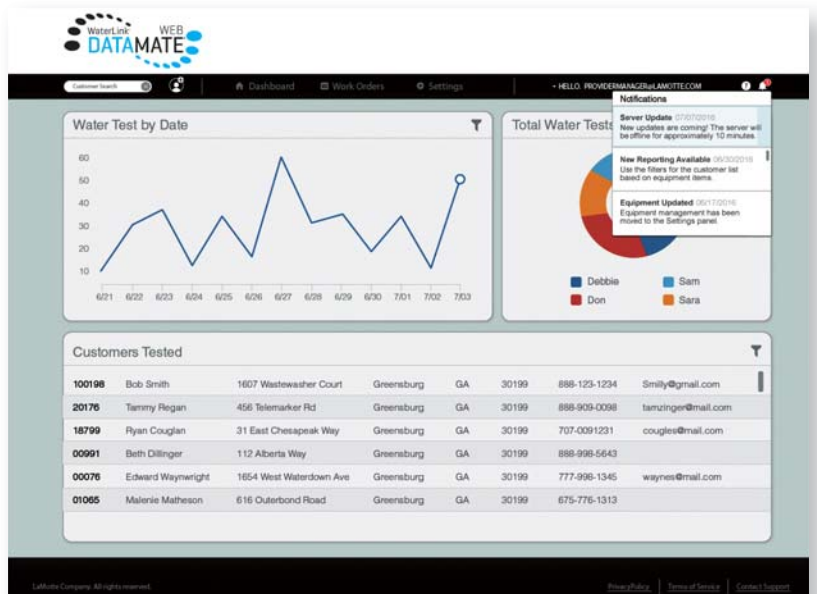 WaterLink WEB
DATAMATE
Customer Search
Dashboard
Work Orders
Settings
HELLO, PROVIDERMANAGER@LAMOTTE.COM
?
Notifications
Server Update 07/07/2016
New updates are coming! The server will
be offline for approximately 10 minutes.
New Reporting Available 06/30/2016
Use the filters for the customer list
based on equipment items.
Equipment Updated 06/17/2016
Equipment management has been
moved to the Settings panel.
Water Test by Date
60
50
40
30
20
10
6/21 6/22 6/23 6/24 6/25 6/26 6/27 6/28 6/29 6/30 7/01 7/02 7/03
Total Water Tests
Debbie Sam
Don Sara
Customers Tested
100198 Bob Smith 1607 Wastewasher Court Greensburg GA 30199 888-123-1234 Smilly@gmail.com
20176 Tammy Regan 456 Telemarker Rd Greensburg GA 30199 888-909-0098 tamzinger@mail.com
18799 Ryan Couglan 31 East Chesapeak Way Greensburg GA 30199 707-0091231 cougles@mail.com
00991 Beth Dillinger 112 Alberta Way Greensburg GA 30199 888-998-5643
00076 Edward Waynwright 1654 West Waterdown Ave Greensburg GA 30199 777-998-1345 waynes@mail.com
01065 Malenie Matheson 616 Outerbond Road Greensburg GA 30199 675-776-1313
LaMotte Company. All rights reserved.
PrivacyPolicy Terms of Service Contact Support